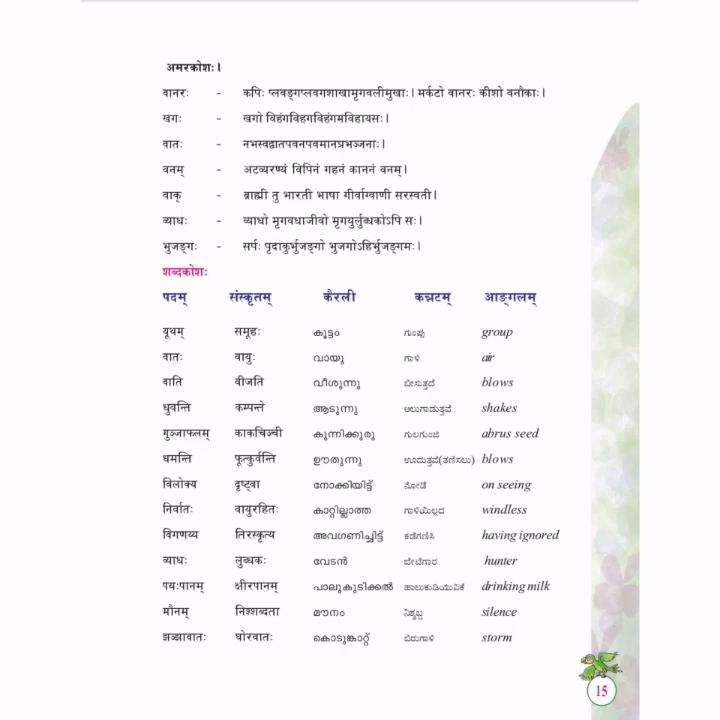 अमरकोशः।
वानरः - कपिः प्लवङ्गप्लवगशाखामृगवलीमुखाः। मर्कटो वानरः कीशो वनौकाः।
खगः - खगो विहंगविहगविहंगमविहायसः।
वातः - नभस्वद्वातपवनपवमानप्रभञ्जनाः।
वनम् - अटव्यरण्यं विपिनं गहनं काननं वनम्।
वाक् - ब्राह्मी तु भारती भाषा गीर्वाग्वाणी सरस्वती।
व्याधः - व्याधो मृगवधाजीवो मृगयुर्लुब्धकोऽपि सः।
भुजङ्गः - सर्पः पृदाकुर्भुजङ्गो भुजगोऽहिर्भुजङ्गमः।
शब्दकोशः
पदम् संस्कृतम् कैरली कन्नटम् आङ्गलम्
यूथम् समूहः കൂട്ടം ಗುಂಪು group
वातः वायुः വായു ಗಾಳಿ air
वाति वीजति വീശുന്നു ಬೀಸುತ್ತದೆ blows
धुवन्ति कम्पन्ते ആടുന്നു ಅಲುಗಾಡುತ್ತವೆ shakes
गुञ्जाफलम् काकचिञ्ची കുന്നിക്കുരു ಗುಲಗುಂಜಿ abrus seed
धमन्ति फूत्कुर्वन्ति ഊതുന്നു ಊದುತ್ತವೆ(ತಣಿಸಲು) blows
विलोक्य दृष्ट्वा നോക്കിയിട്ട് ನೋಡಿ on seeing
निर्वातः वायुरहितः കാറ്റില്ലാത്ത ಗಾಳಿಯಿಲ್ಲದ windless
विगणय्य तिरस्कृत्य അവഗണിച്ചിട്ട് ಕಡೆಗಣಿಸಿ having ignored
व्याधः लुब्धकः വേടൻ ಬೇಟೆಗಾರ hunter
पयःपानम् क्षीरपानम् പാലുകുടിക്കൽ ಹಾಲುಕುಡಿಯುವಿಕೆ drinking milk
मौनम् निश्शब्दता മൗനം ನಿಶ್ಶಬ್ದ silence
झञ्झावातः घोरवातः കൊടുങ്കാറ്റ് ಬಿರುಗಾಳಿ storm
15